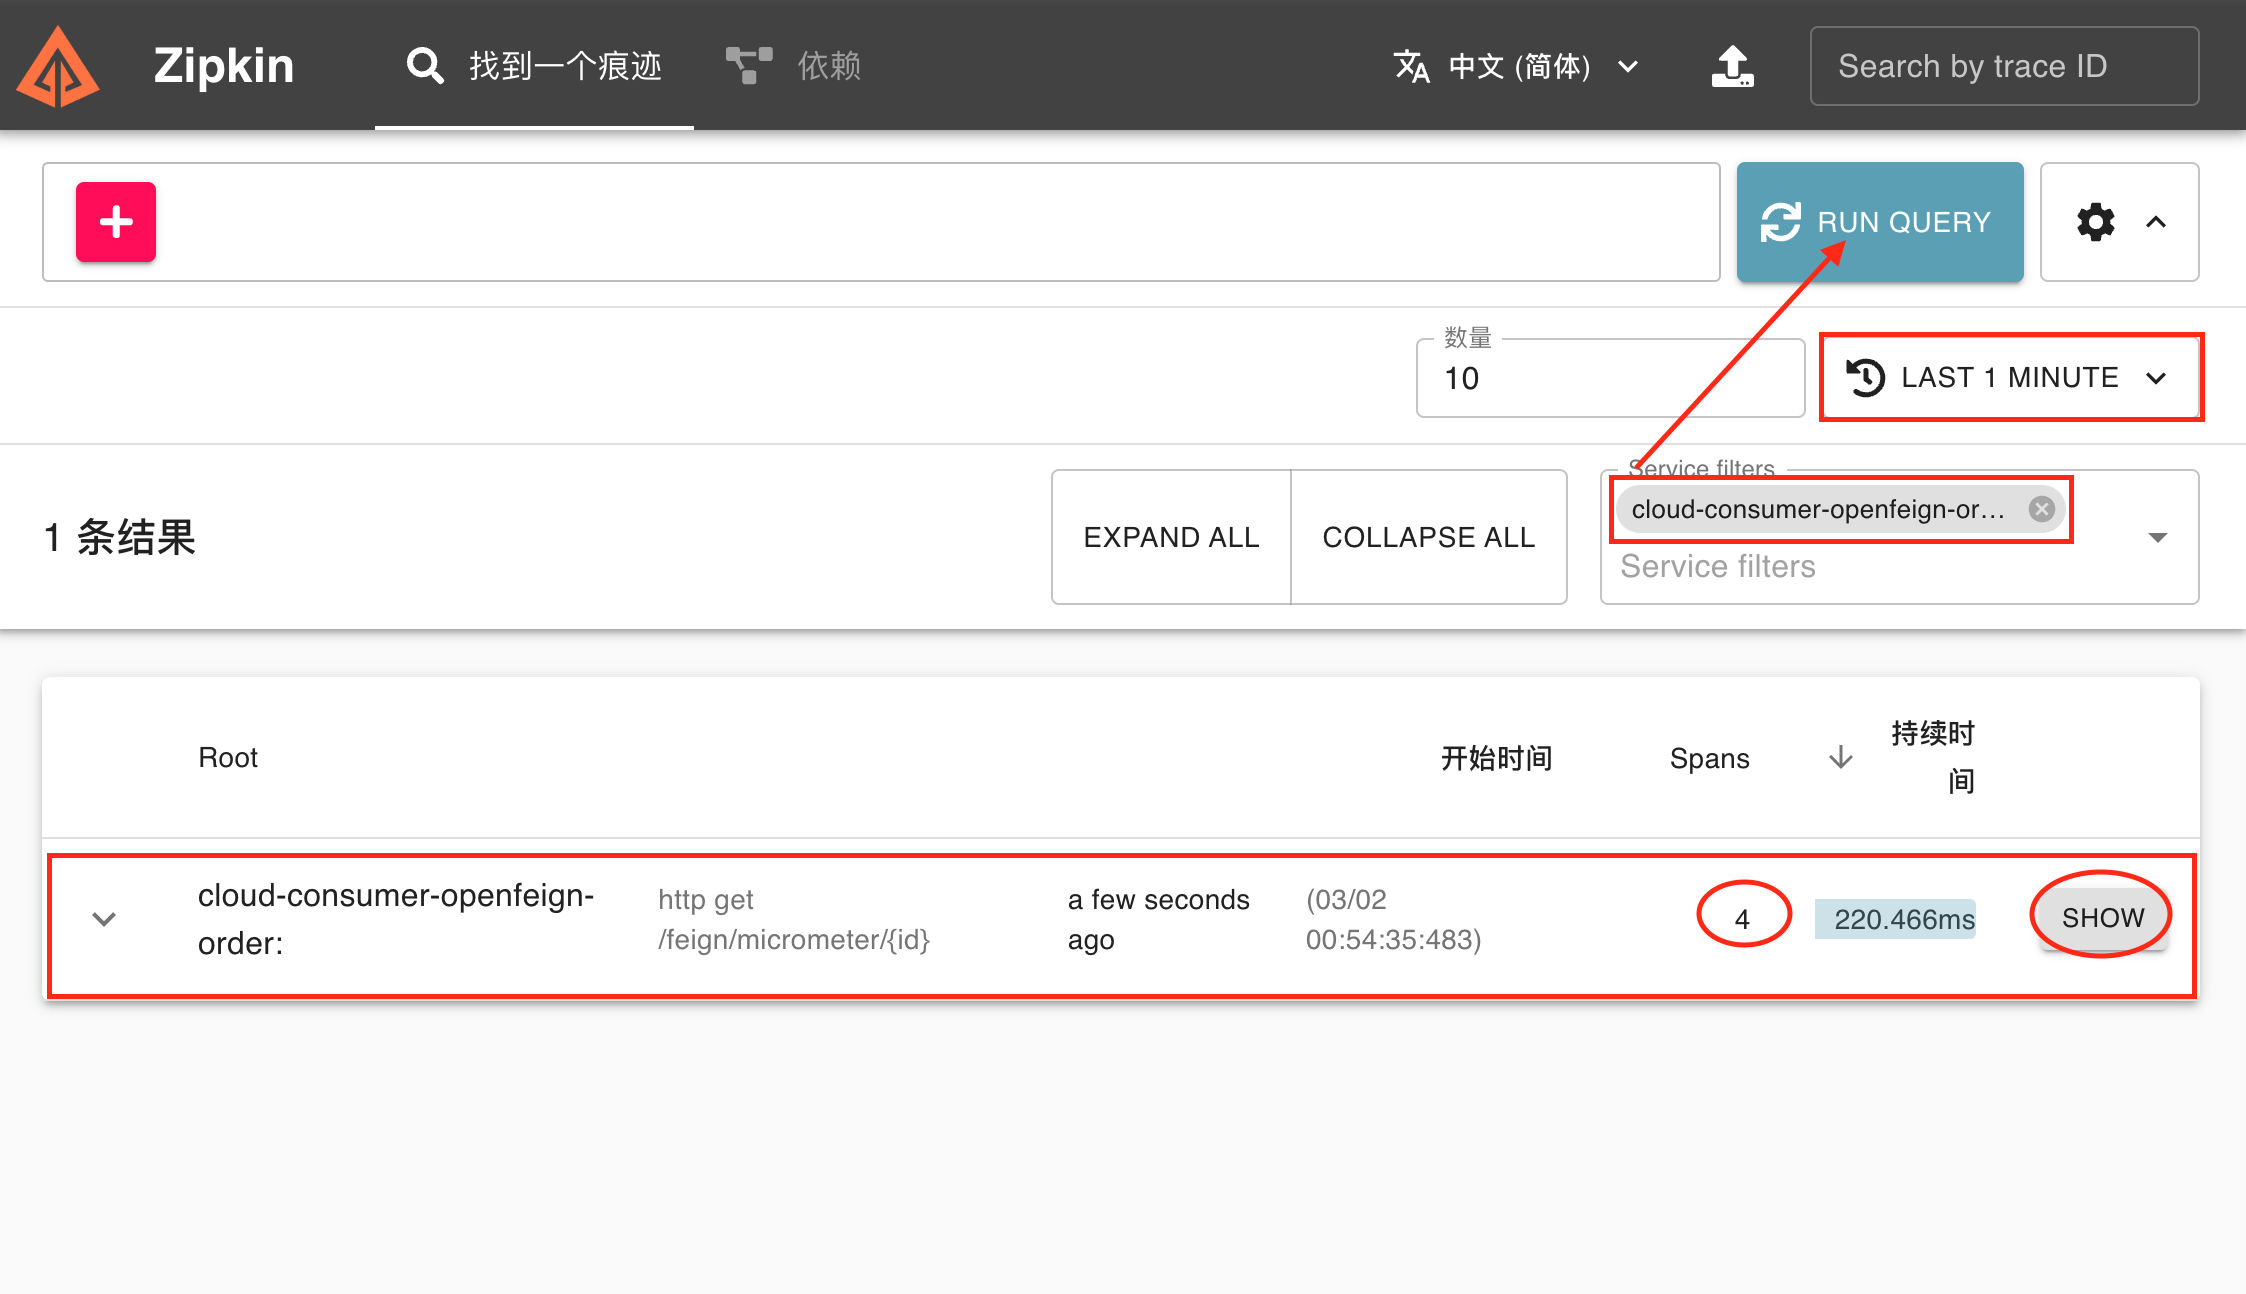 Zipkin 找到一个痕迹 依赖 中文 (简体) Search by trace ID
RUN QUERY
数量
10
LAST 1 MINUTE
Service filters
1 条结果
EXPAND ALL
COLLAPSE ALL
cloud-consumer-openfeign-or...
Service filters
Root 开始时间 Spans 持续时
间
cloud-consumer-openfeign-
order:
http get
/feign/micrometer/{id}
a few seconds
ago
(03/02
00:54:35:483)
4
220.466ms
SHOW